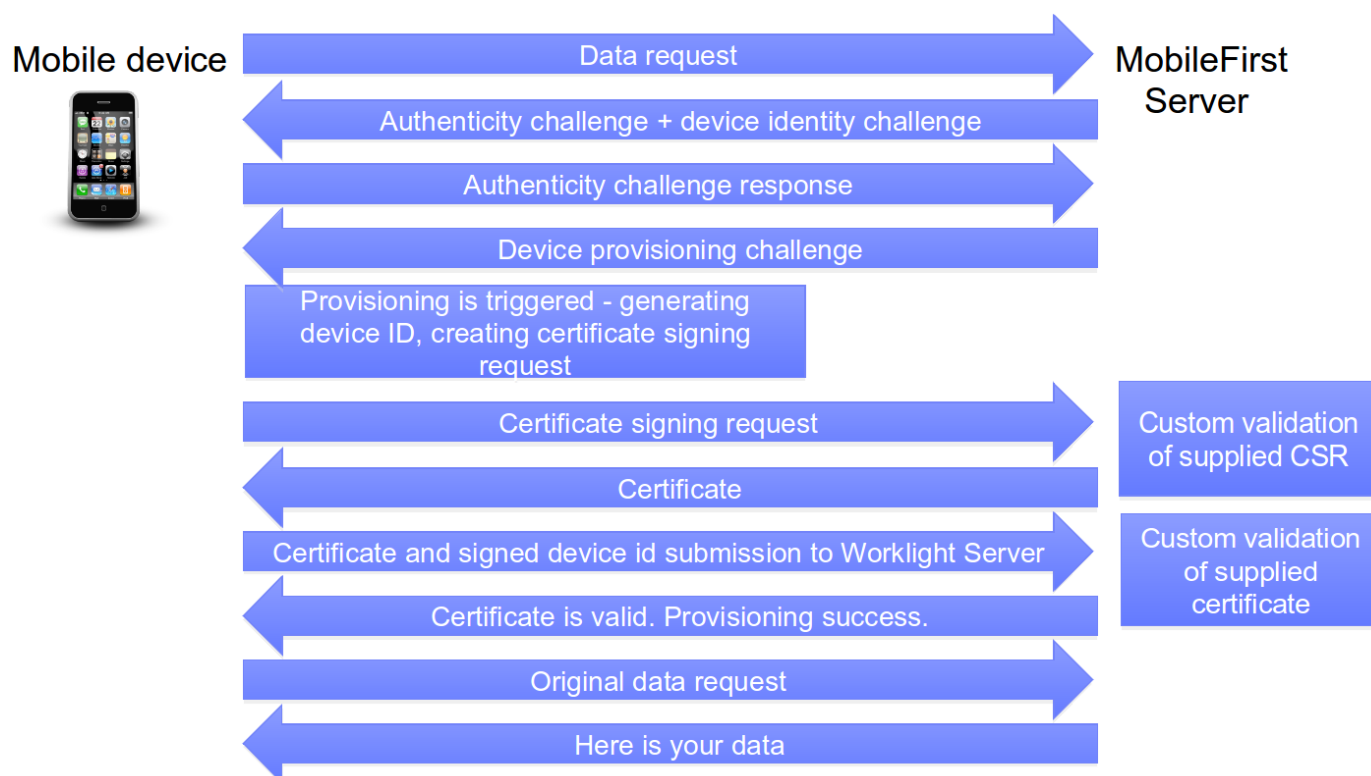 Mobile device
Data request
MobileFirst
Server
Authenticity challenge + device identity challenge
Authenticity challenge response
Device provisioning challenge
Provisioning is triggered - generating
device ID, creating certificate signing
request
Certificate signing request
Custom validation
of supplied CSR
Certificate
Certificate and signed device id submission to Worklight Server
Custom validation
of supplied
certificate
Certificate is valid. Provisioning success.
Original data request
Here is your data